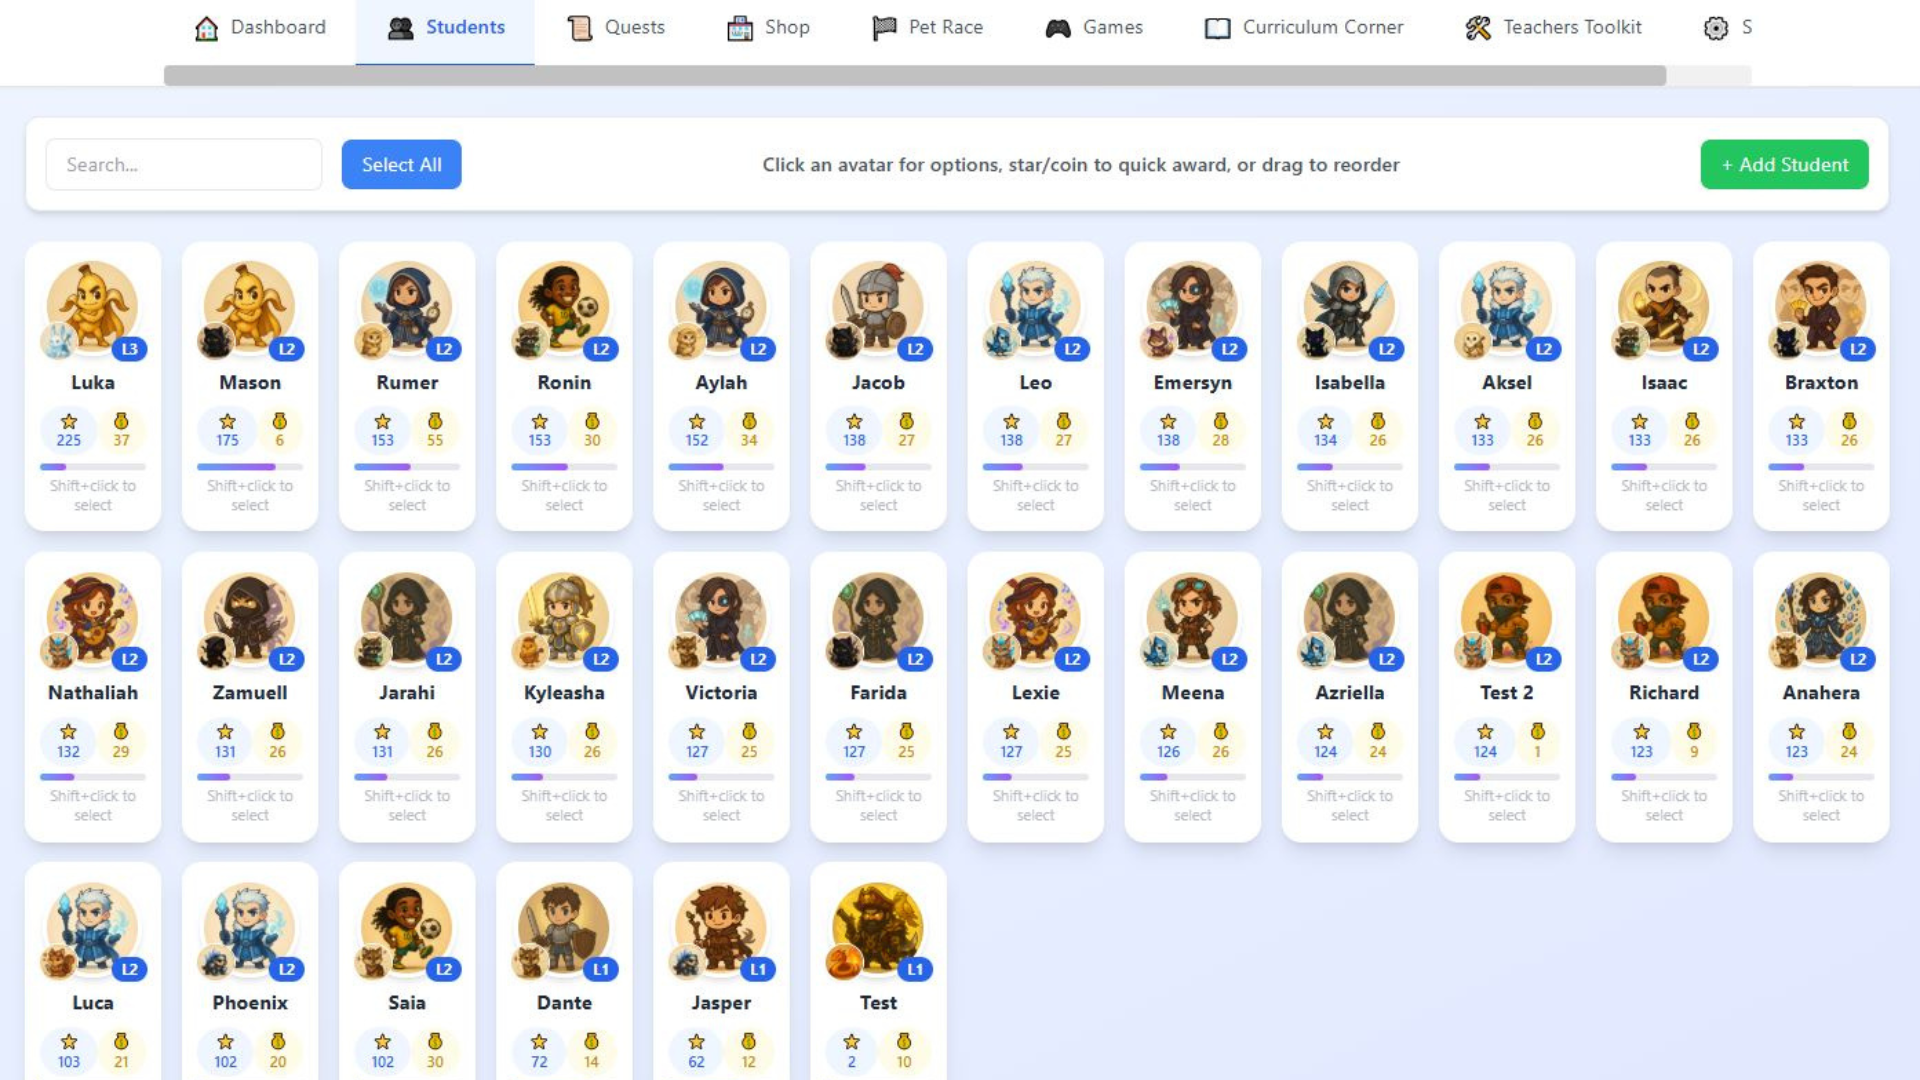 Dashboard Students Quests Shop Pet Race Games Curriculum Corner Teachers Toolkit S
Search... Select All Click an avatar for options, star/coin to quick award, or drag to reorder + Add Student
L3 L2 L2 L2 L2 L2 L2 L2 L2 L2 L2 L2
Luka Mason Rumer Ronin Aylah Jacob Leo Emersyn Isabella Aksel Isaac Braxton
225 37 175 6 153 55 153 30 152 34 138 27 138 27 138 28 134 26 133 26 133 26 133 26
Shift+click to Shift+click to Shift+click to Shift+click to Shift+click to Shift+click to Shift+click to Shift+click to Shift+click to Shift+click to Shift+click to Shift+click to
select select select select select select select select select select select select
L2 L2 L2 L2 L2 L2 L2 L2 L2 L2 L2 L2
Nathaliah Zamuell Jarahi Kyleasha Victoria Farida Lexie Meena Azriella Test 2 Richard Anahera
132 29 131 26 131 26 130 26 127 25 127 25 127 25 126 26 124 24 124 1 123 9 123 24
Shift+click to Shift+click to Shift+click to Shift+click to Shift+click to Shift+click to Shift+click to Shift+click to Shift+click to Shift+click to Shift+click to Shift+click to
select select select select select select select select select select select select
L2 L2 L2 L1 L1 L1
Luca Phoenix Saia Dante Jasper Test
103 21 102 20 102 30 72 14 62 12 2 10